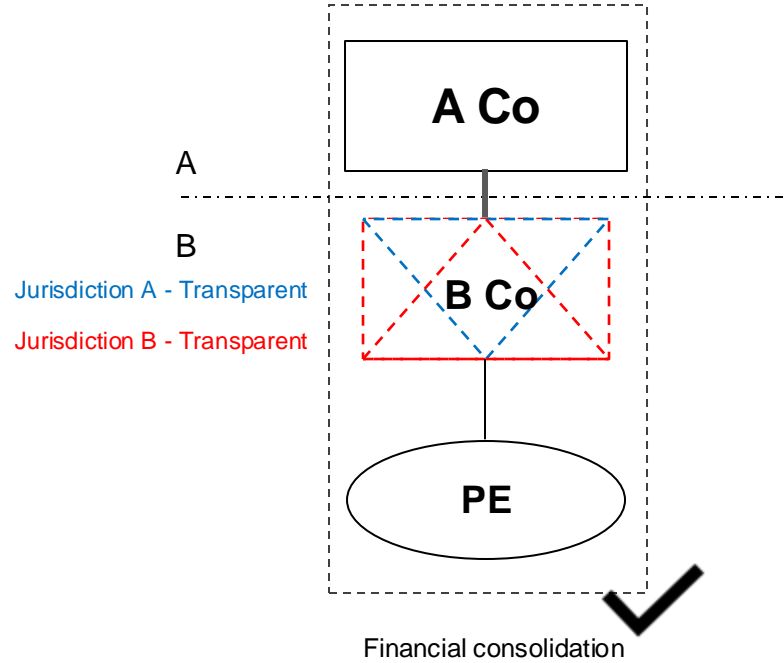 A Co
A
B
Jurisdiction A - Transparent
B Co
Jurisdiction B - Transparent
PE
Financial consolidation